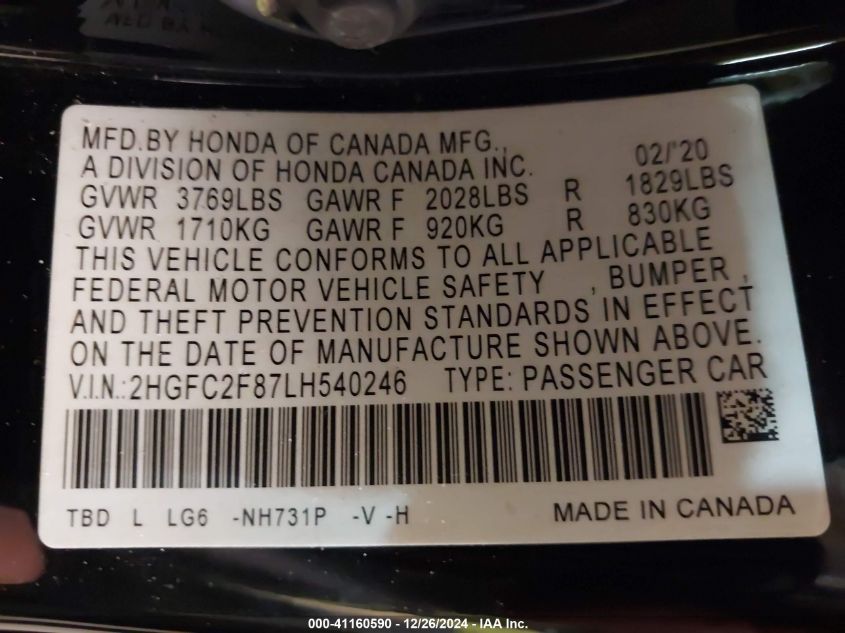 MFD.BY HONDA OF CANADA MFG.,
A DIVISION OF HONDA CANADA INC. 02/'20
GVWR 3769LBS GAWR F 2028LBS R 1829LBS
GVWR 1710KG GAWR F 920KG R 830KG
THIS VEHICLE CONFORMS TO ALL APPLICABLE
FEDERAL MOTOR VEHICLE SAFETY , BUMPER ,
AND THEFT PREVENTION STANDARDS IN EFFECT
ON THE DATE OF MANUFACTURE SHOWN ABOVE.
V.I.N.:2HGFC2F87LH540246 TYPE: PASSENGER CAR
TBD L LG6 -NH731P -V -H MADE IN CANADA
000-41160590 - 12/26/2024 - IAA Inc.